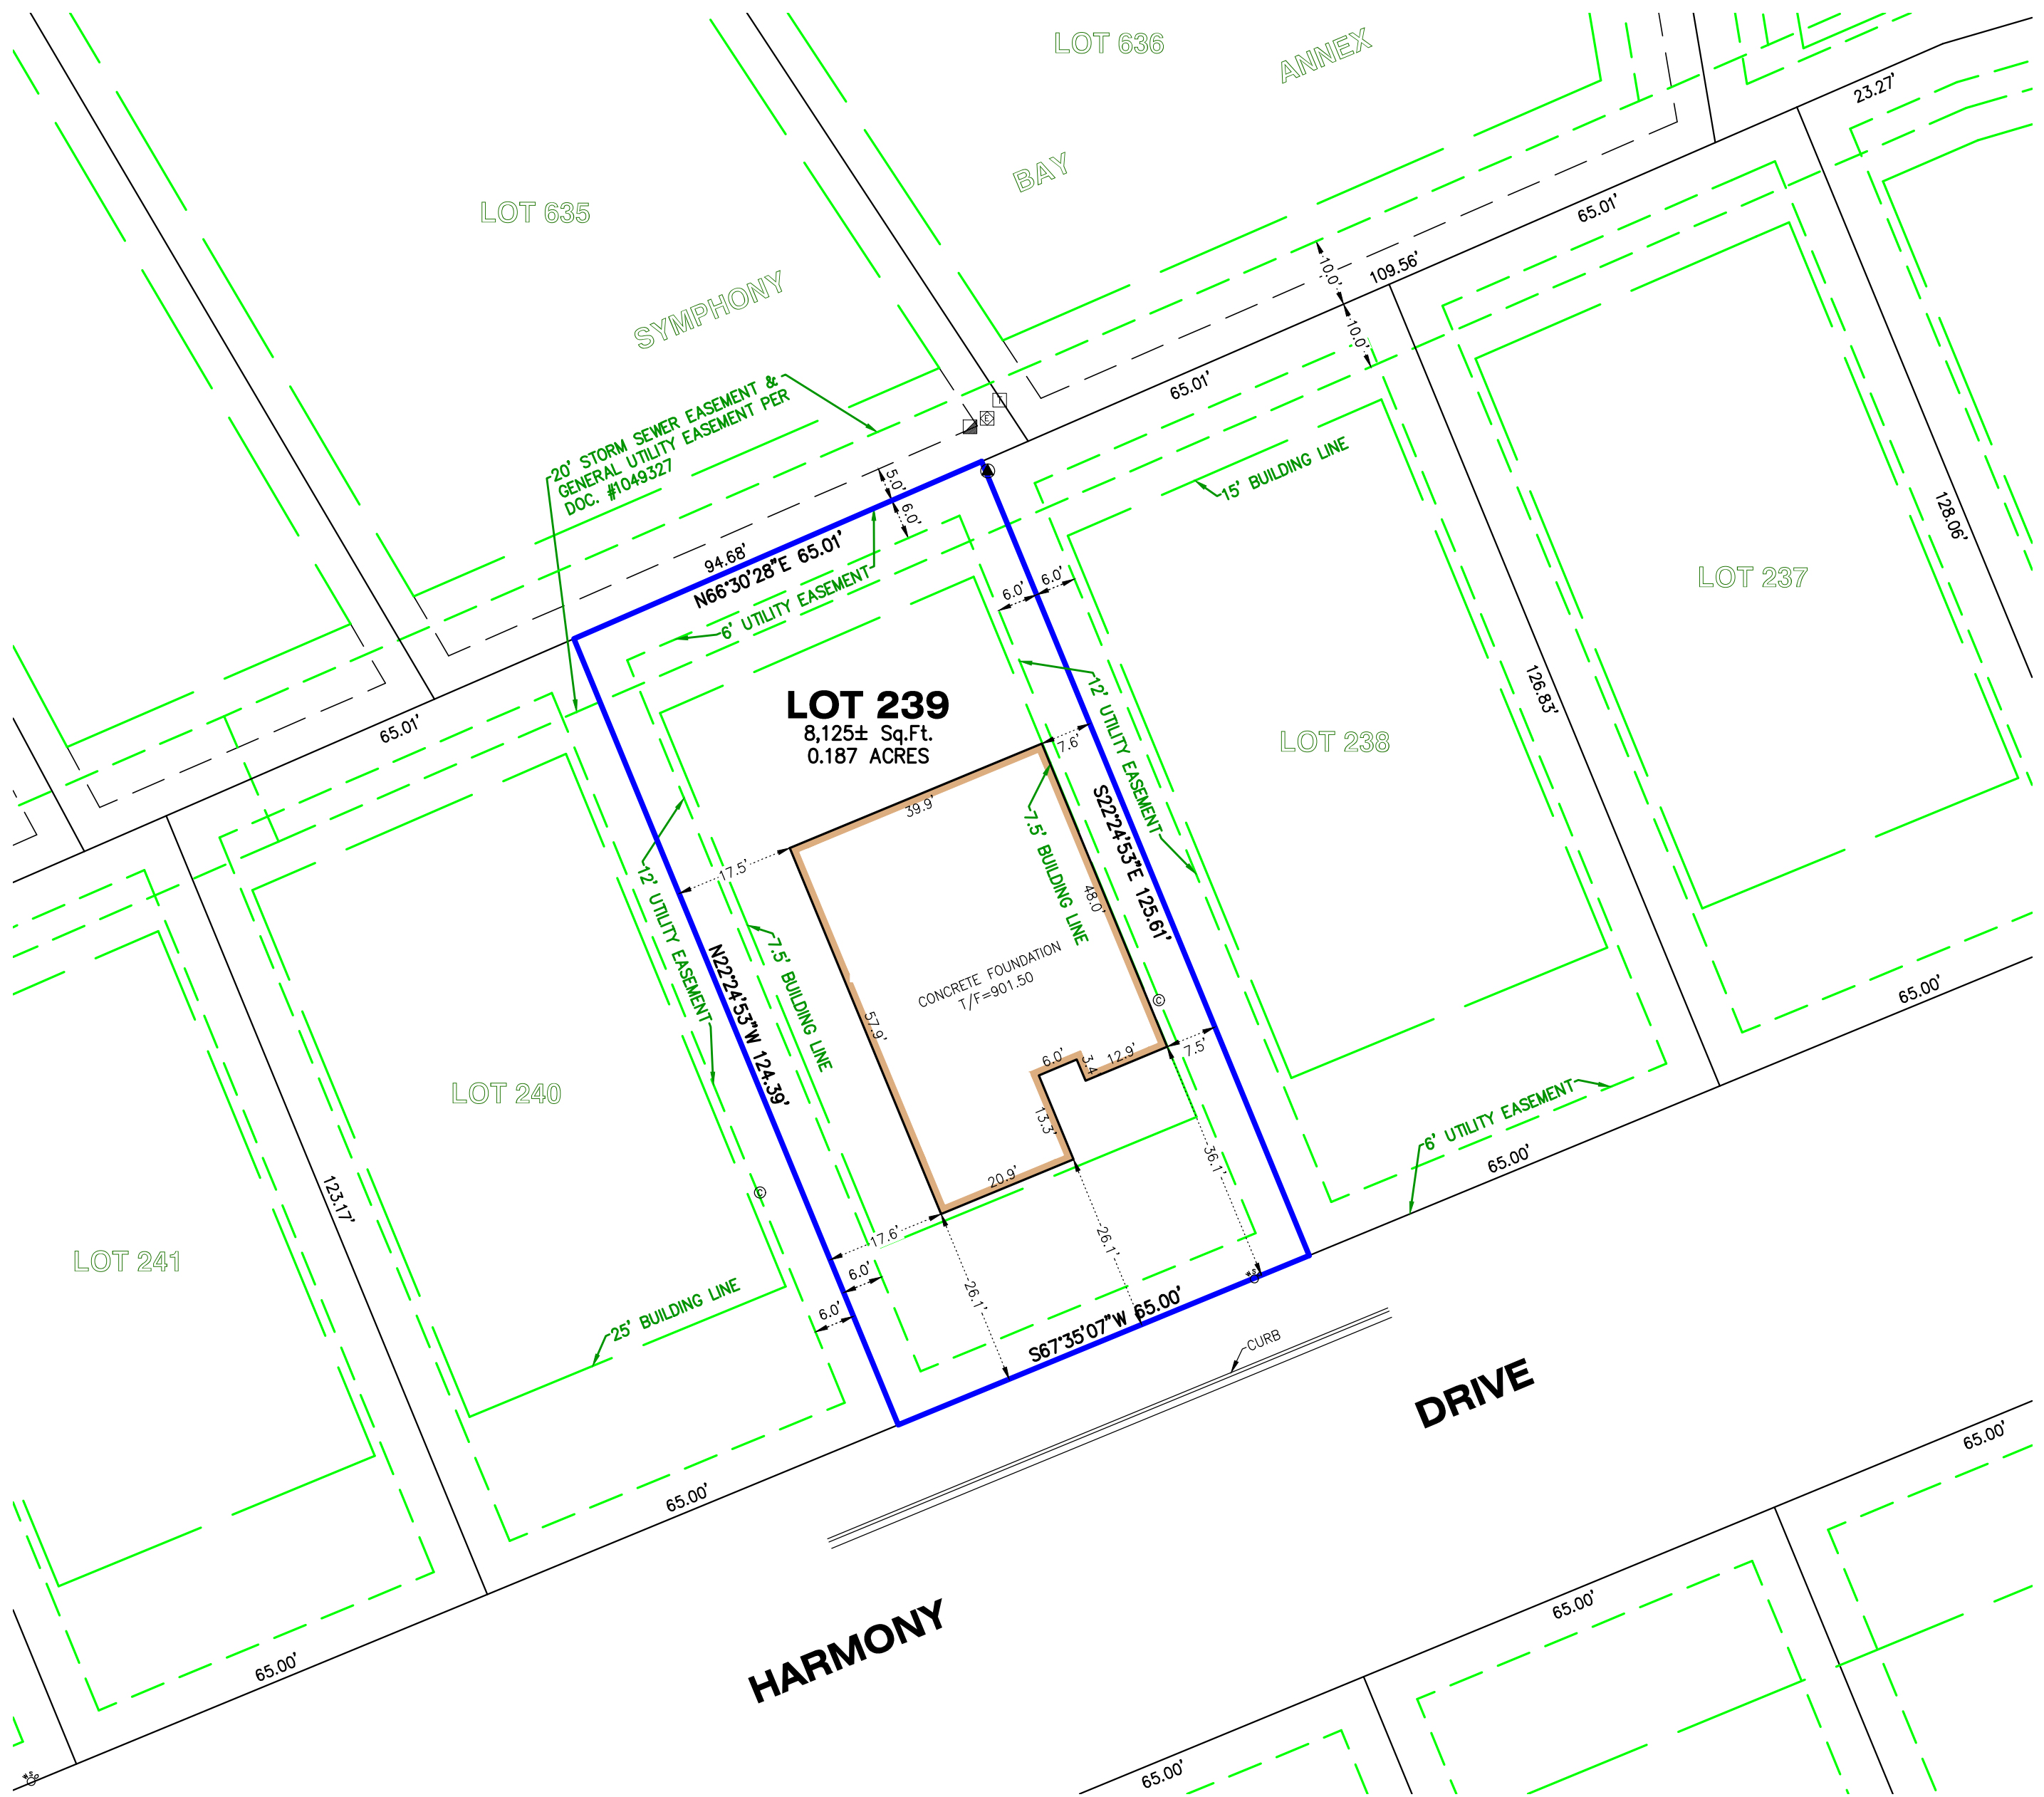 LOT 636
ANNEX
23.27'
BAY
65.01'
LOT 635
109.56'
10.0'
10.0'
SYMPHONY
65.01'
20' STORM SEWER EASEMENT &
GENERAL UTILITY EASEMENT PER
DOC. #1049327
T
E
15' BUILDING LINE
5.0'
6.0'
128.06'
94.68'
N66°30'28"E 65.01'
6' UTILITY EASEMENT
6.0'
6.0'
LOT 237
65.01'
LOT 239
8,125± Sq.Ft.
0.187 ACRES
12' UTILITY EASEMENT
126.83'
LOT 238
7.6'
39.9'
7.5' BUILDING LINE
S22°24'53"E 125.61'
17.5'
12' UTILITY EASEMENT
48.0'
7.5' BUILDING LINE
N22°24'53"W 124.39'
CONCRETE FOUNDATION
T/F=901.50
C
57.9'
65.00'
7.5'
6.0'
3.4'
12.9'
LOT 240
13.3'
6' UTILITY EASEMENT
65.00'
36.1'
123.17'
C
20.9'
17.6'
26.1'
LOT 241
6.0'
26.1'
6.0'
25' BUILDING LINE
S67°35'07"W 65.00'
CURB
DRIVE
65.00'
65.00'
HARMONY
65.00'
65.00'
65.00'